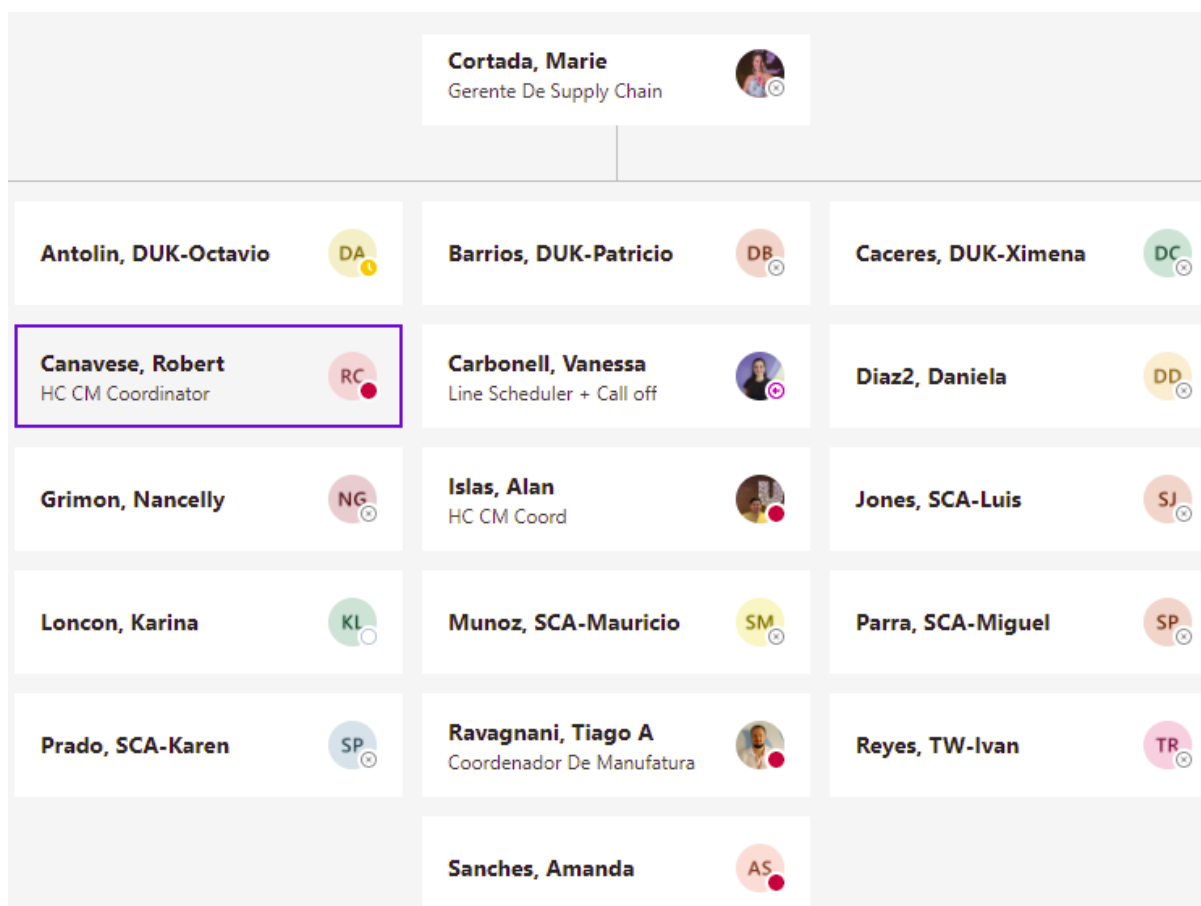 Cortada, Marie
Gerente De Supply Chain
Antolin, DUK-Octavio
DA
Barrios, DUK-Patricio
DB
Caceres, DUK-Ximena
DC
Canavese, Robert
HC CM Coordinator
RC
Carbonell, Vanessa
Line Scheduler + Call off
Diaz2, Daniela
DD
Grimon, Nancelly
NG
Islas, Alan
HC CM Coord
Jones, SCA-Luis
SJ
Loncon, Karina
KL
Munoz, SCA-Mauricio
SM
Parra, SCA-Miguel
SP
Prado, SCA-Karen
SP
Ravagnani, Tiago A
Coordenador De Manufatura
Reyes, TW-Ivan
TR
Sanches, Amanda
AS